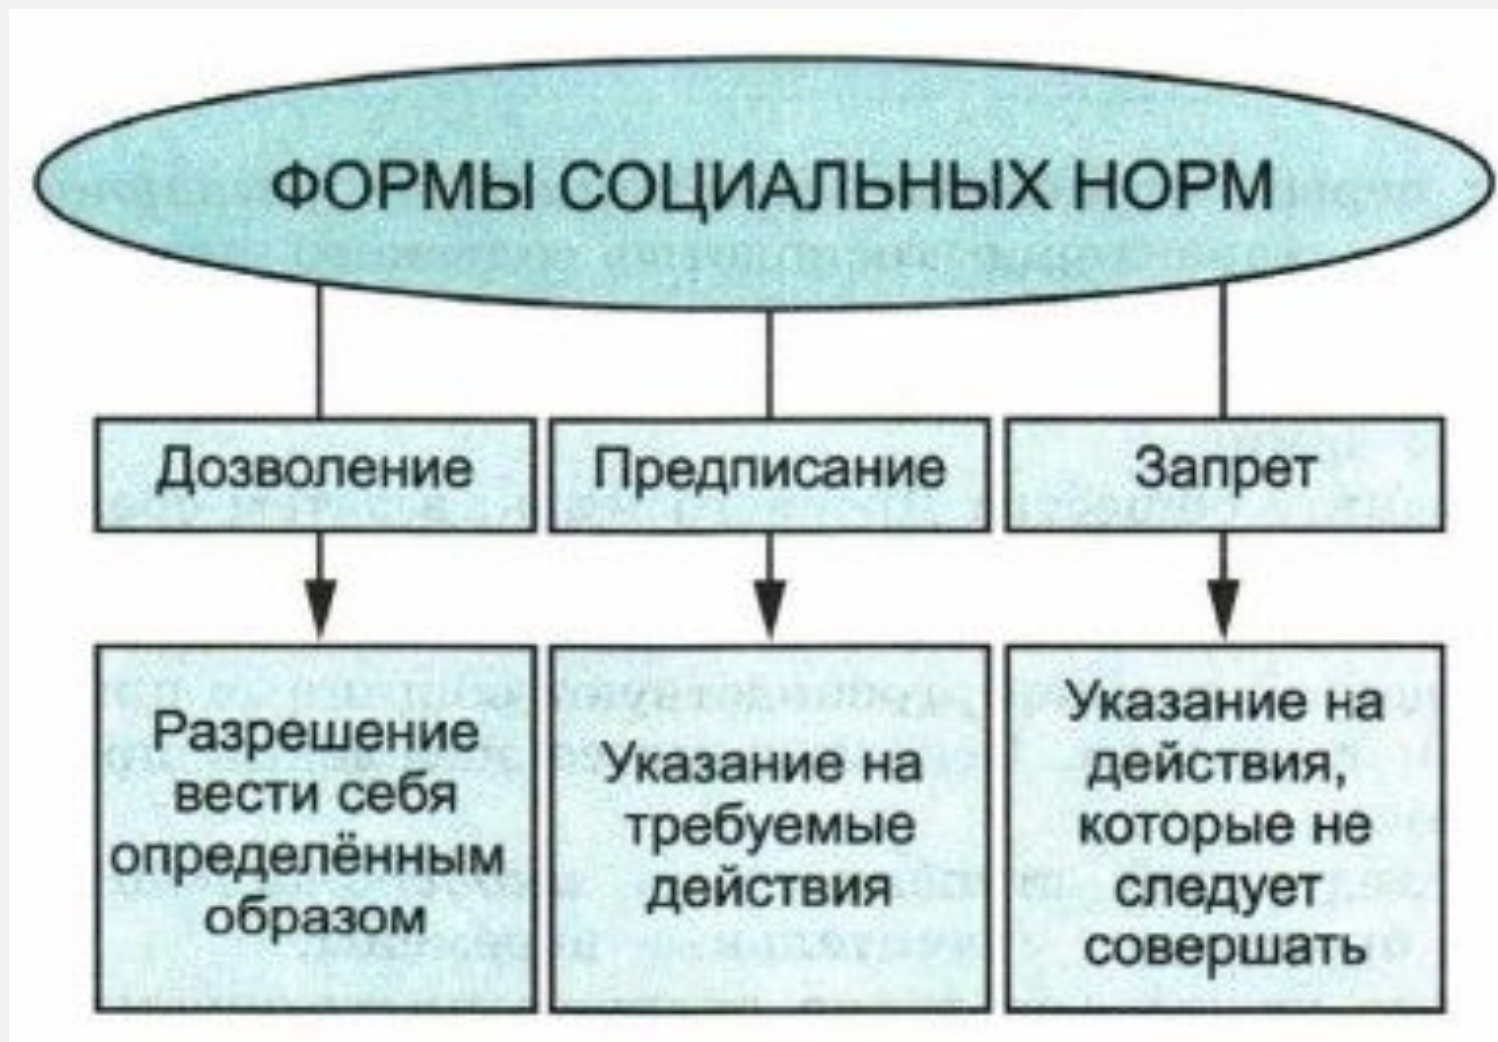 ФОРМЫ СОЦИАЛЬНЫХ НОРМ
Дозволение
Предписание
Запрет
Разрешение
вести себя
определённым
образом
Указание на
требуемые
действия
Указание на
действия,
которые не
следует
совершать